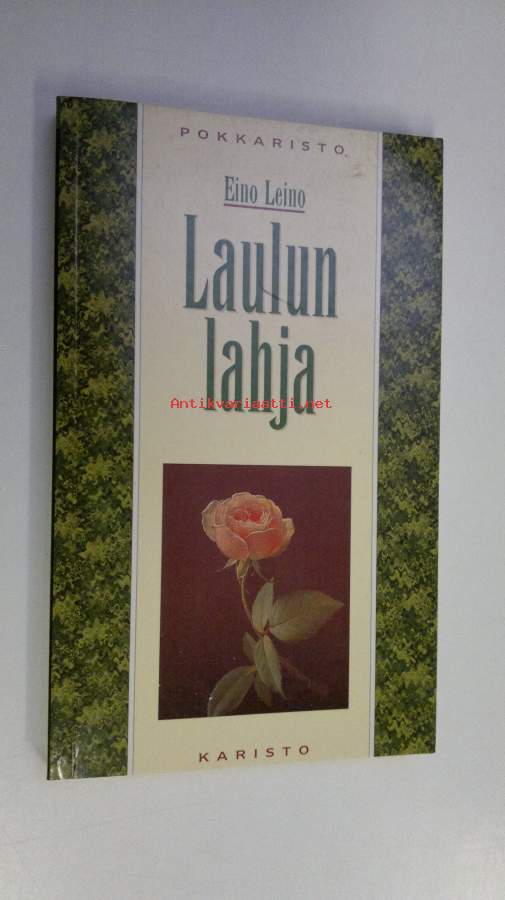 POKKARISTO
Eino Leino
Laulun
lahja
Antikvariaatti.net
KARISTO